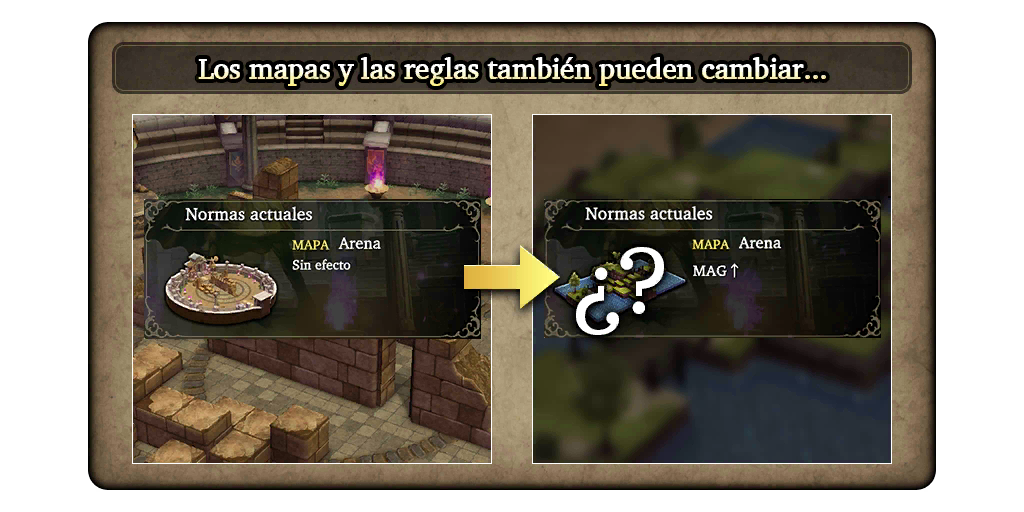 Los mapas y las reglas también pueden cambiar...
Normas actuales
MAPA Arena
Sin efecto
Normas actuales
MAPA Arena
MAG ↑
¿?